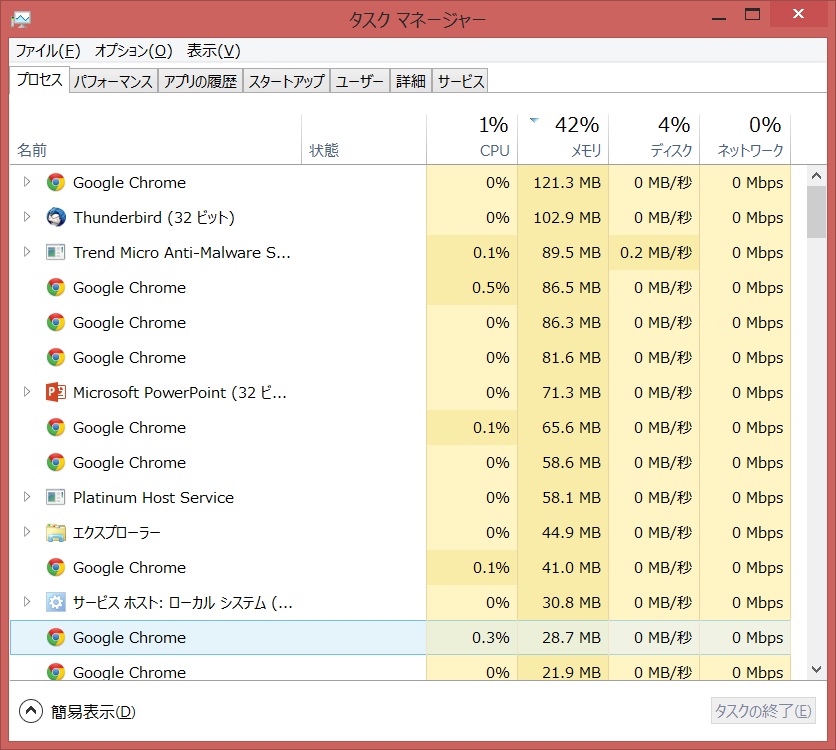 タスク マネージャー
ファイル(F) オプション(O) 表示(V)
プロセス パフォーマンス アプリの履歴 スタートアップ ユーザー 詳細 サービス
1% 42% 4% 0%
名前 状態 CPU メモリ ディスク ネットワーク
Google Chrome 0% 121.3 MB 0 MB/秒 0 Mbps
Thunderbird (32 ビット) 0% 102.9 MB 0 MB/秒 0 Mbps
Trend Micro Anti-Malware S... 0.1% 89.5 MB 0.2 MB/秒 0 Mbps
Google Chrome 0.5% 86.5 MB 0 MB/秒 0 Mbps
Google Chrome 0% 86.3 MB 0 MB/秒 0 Mbps
Google Chrome 0% 81.6 MB 0 MB/秒 0 Mbps
Microsoft PowerPoint (32 ビ... 0% 71.3 MB 0 MB/秒 0 Mbps
Google Chrome 0.1% 65.6 MB 0 MB/秒 0 Mbps
Google Chrome 0% 58.6 MB 0 MB/秒 0 Mbps
Platinum Host Service 0% 58.1 MB 0 MB/秒 0 Mbps
エクスプローラー 0% 44.9 MB 0 MB/秒 0 Mbps
Google Chrome 0.1% 41.0 MB 0 MB/秒 0 Mbps
サービス ホスト: ローカル システム (... 0% 30.8 MB 0 MB/秒 0 Mbps
Google Chrome 0.3% 28.7 MB 0 MB/秒 0 Mbps
Google Chrome 0% 21.9 MB 0 MB/秒 0 Mbps
簡易表示(D) タスクの終了(E)